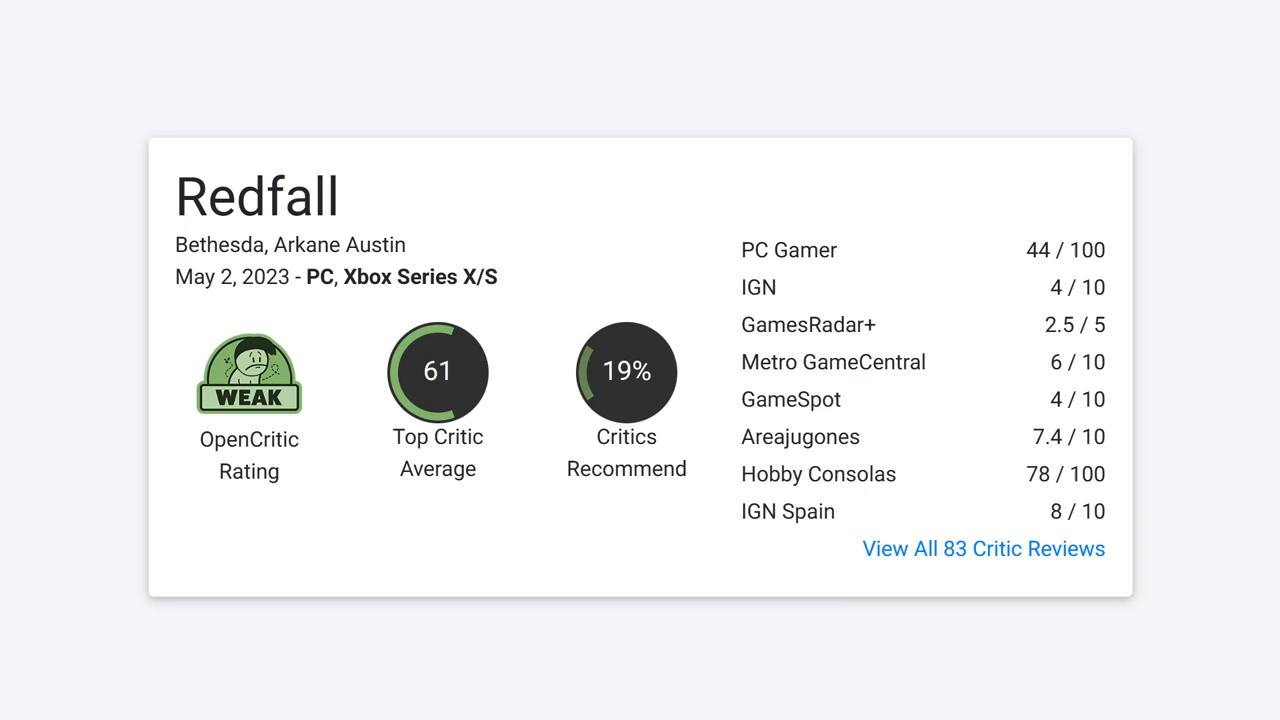 Redfall
Bethesda, Arkane Austin
May 2, 2023 - PC, Xbox Series X/S
WEAK
OpenCritic
Rating
61
Top Critic
Average
19%
Critics
Recommend
PC Gamer 44 / 100
IGN 4 / 10
GamesRadar+ 2.5 / 5
Metro GameCentral 6 / 10
GameSpot 4 / 10
Areajugones 7.4 / 10
Hobby Consolas 78 / 100
IGN Spain 8 / 10
View All 83 Critic Reviews